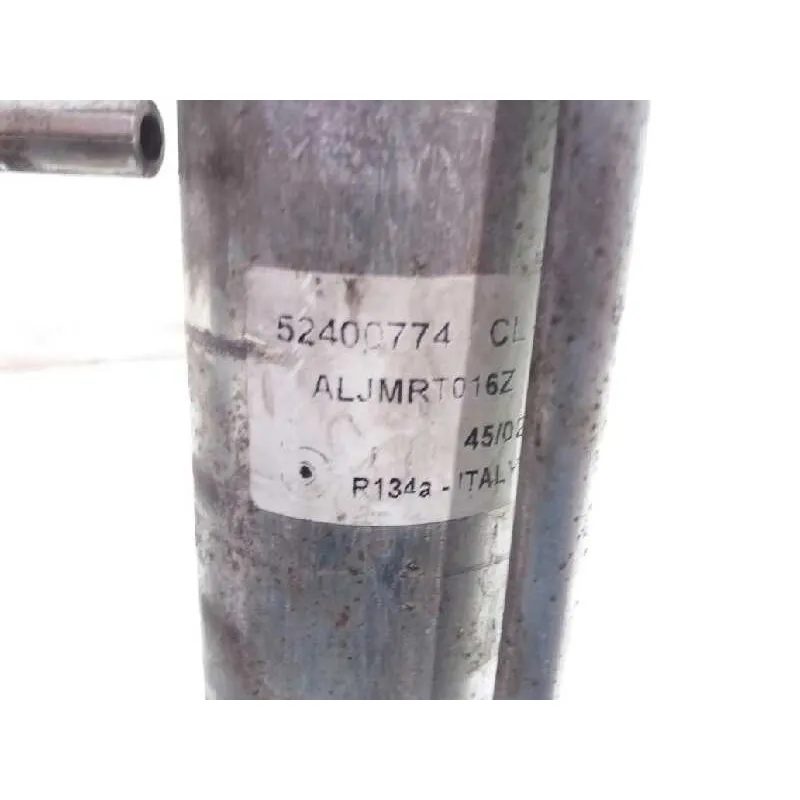 52400774 CL
ALJMRT016Z
45/02
R134a - ITALY